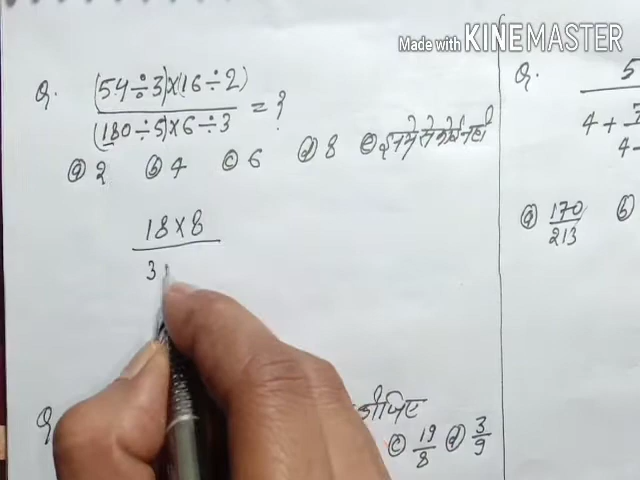 Made with KINEMASTER
Q. (54÷3)×(16÷2)
(180÷5)×6÷3 = ?
ⓐ 2 ⓑ 4 ⓒ 6 ⓓ 8 ⓔ इनमे से कोई नहीं
18×8
3
Q. 5
4+ 7
4-
ⓐ 170/213 ⓑ
Q
ⓒ 19/8 ⓓ 3/9